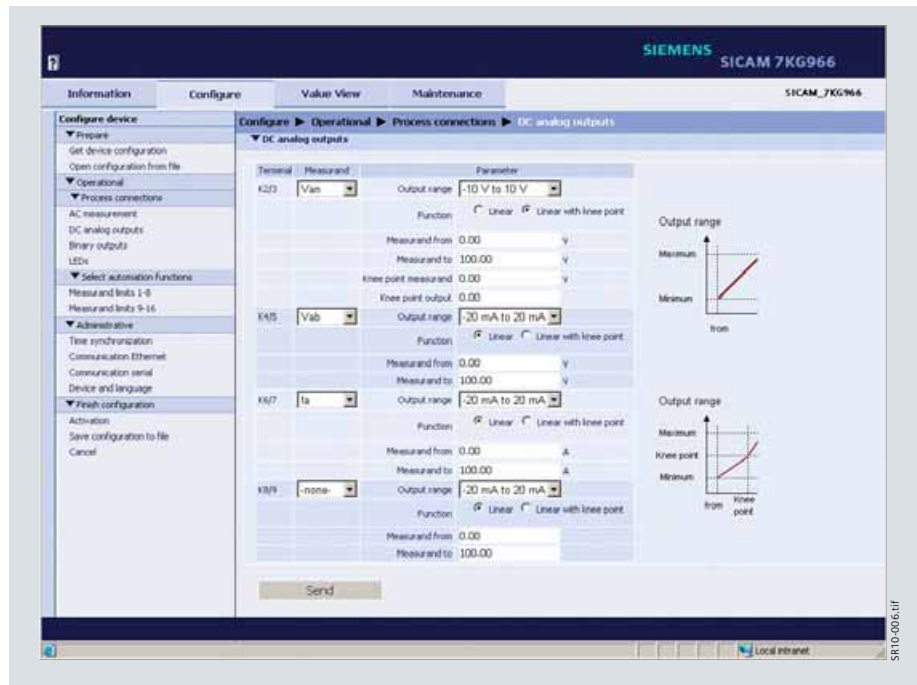 SIEMENS
SICAM 7KG966
?
Information Configure Value View Maintenance SICAM_7KG966
Configure device
Prepare
Get device configuration
Open configuration from file
Operational
Process connections
AC measurement
DC analog outputs
Binary outputs
LEDs
Select automation functions
Measurand limits 1-8
Measurand limits 9-16
Administrative
Time synchronization
Communication Ethernet
Communication serial
Device and language
Finish configuration
Activation
Save configuration to file
Cancel
Configure ▶ Operational ▶ Process connections ▶ DC analog outputs
▼ DC analog outputs
Terminal Measurand Parameter
K2/3 Van Output range -10 V to 10 V
Function Linear Linear with knee point
Measurand from 0.00 V
Measurand to 100.00 V
Knee point measurand 0.00 V
Knee point output 0.00
K4/5 Vab Output range -20 mA to 20 mA
Function Linear Linear with knee point
Measurand from 0.00 V
Measurand to 100.00 V
K6/7 Ia Output range -20 mA to 20 mA
Function Linear Linear with knee point
Measurand from 0.00 A
Measurand to 100.00 A
K8/9 -none- Output range -20 mA to 20 mA
Function Linear Linear with knee point
Measurand from 0.00
Measurand to 100.00
Send
Output range
Maximum
Minimum
from
Output range
Maximum
Knee point
Minimum
from Knee point
Local intranet
SR10-006.tif